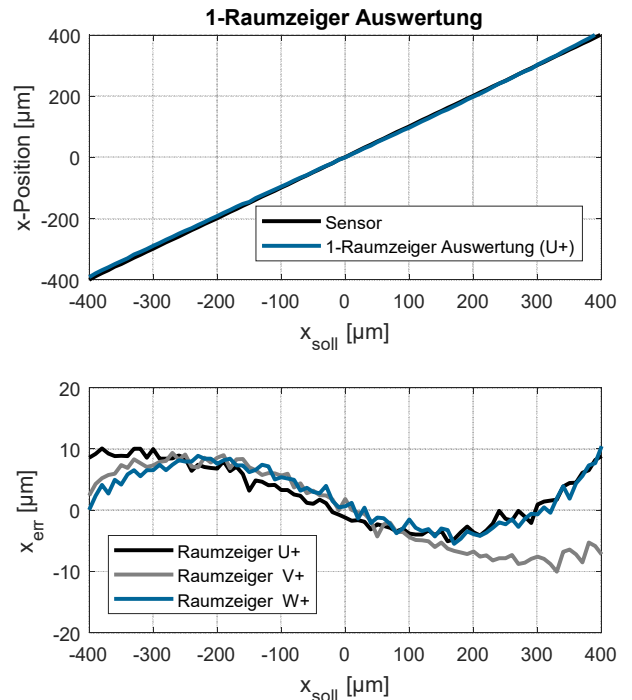 1-Raumzeiger Auswertung
x-Position [µm]
400
200
0
-200
-400
Sensor
1-Raumzeiger Auswertung (U+)
-400 -300 -200 -100 0 100 200 300 400
x_soll [µm]
x_err [µm]
20
10
0
-10
-20
Raumzeiger U+
Raumzeiger V+
Raumzeiger W+
-400 -300 -200 -100 0 100 200 300 400
x_soll [µm]